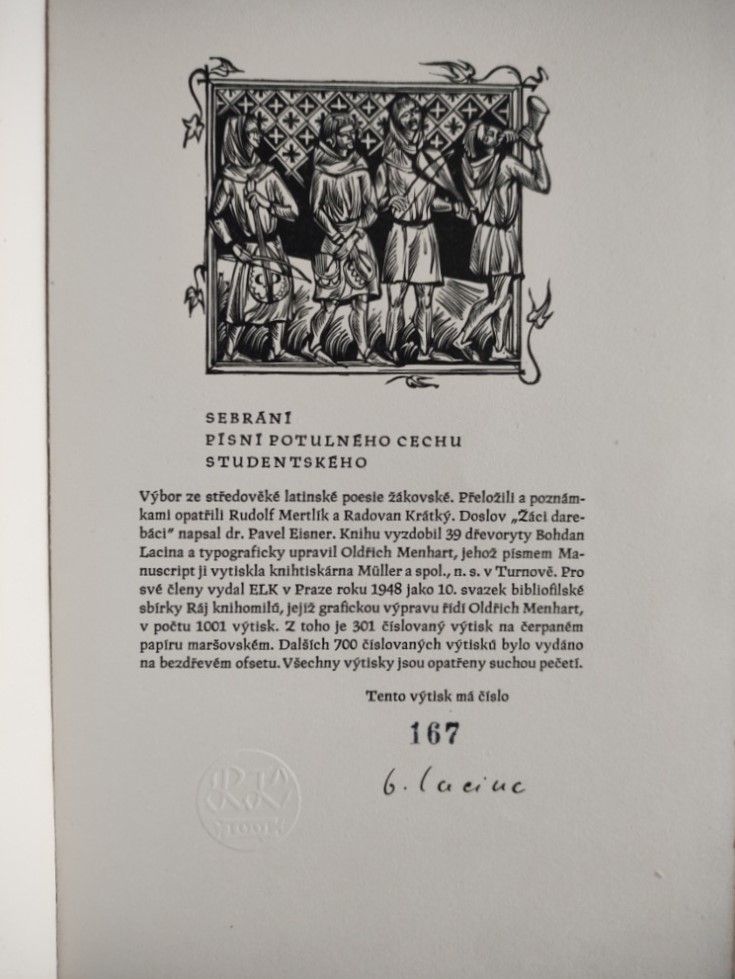 SEBRÁNÍ
PÍSNÍ POTULNÉHO CECHU
STUDENTSKÉHO
Výbor ze středověké latinské poesie žákovské. Přeložili a poznám-
kami opatřili Rudolf Mertlík a Radovan Krátký. Doslov „Žáci dare-
báci“ napsal dr. Pavel Eisner. Knihu vyzdobil 39 dřevoryty Bohdan
Lacina a typograficky upravil Oldřich Menhart, jehož písmem Ma-
nuscript ji vytiskla knihtiskárna Müller a spol., n. s. v Turnově. Pro
své členy vydal ELK v Praze roku 1948 jako 10. svazek bibliofilské
sbírky Ráj knihomilů, jejíž grafickou výpravu řídí Oldřich Menhart,
v počtu 1001 výtisk. Z toho je 301 číslovaný výtisk na čerpaném
papíru maršovském. Dalších 700 číslovaných výtisků bylo vydáno
na bezdřevém ofsetu. Všechny výtisky jsou opatřeny suchou pečetí.
Tento výtisk má číslo
167
B. Lacina
RK
1001